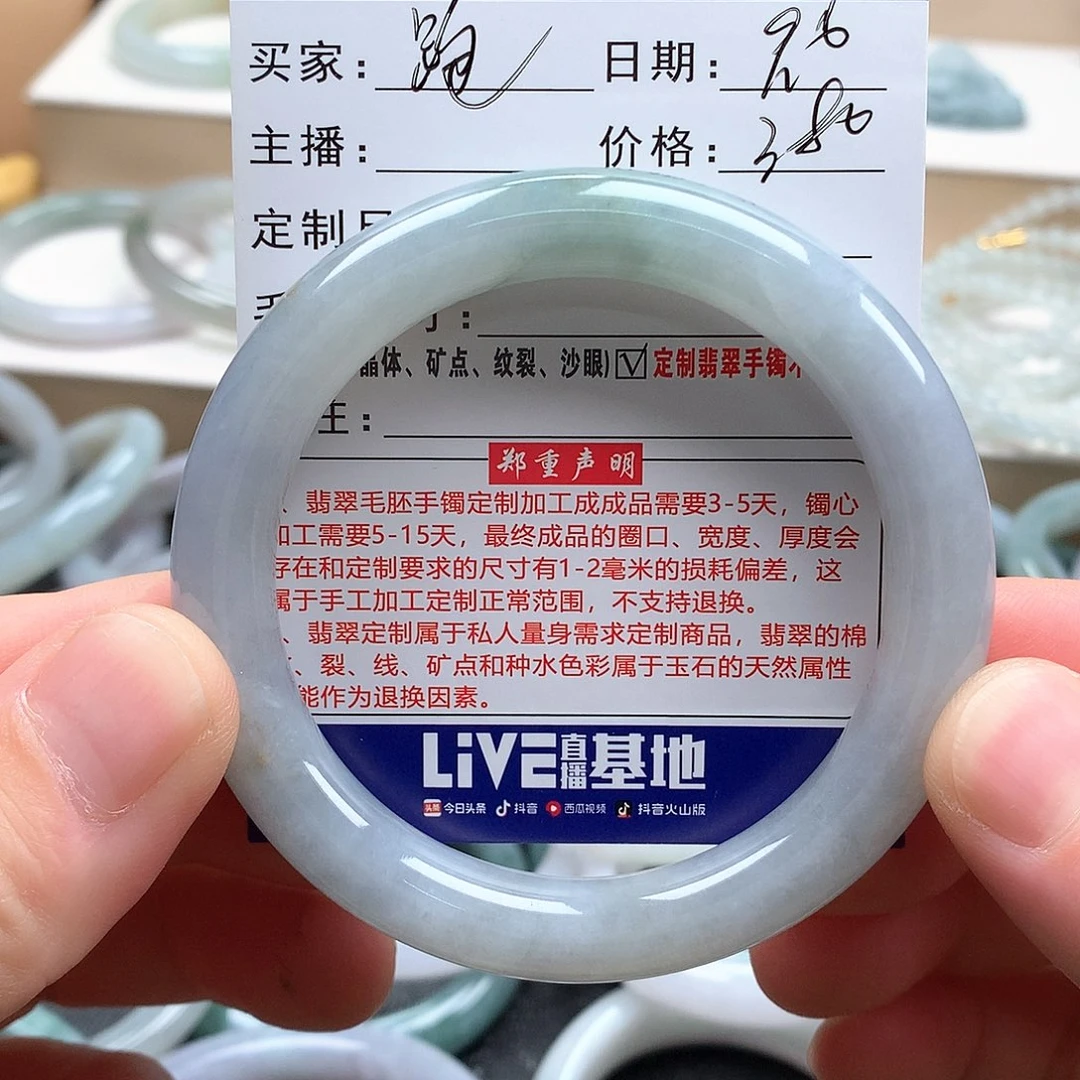 买家： 日期：
主播： 价格：
定制
：
晶体、矿点、纹裂、沙眼)☑定制翡翠手镯不
主：
郑重声明
、翡翠毛胚手镯定制加工成成品需要3-5天，镯心
加工需要5-15天，最终成品的圈口、宽度、厚度会
存在和定制要求的尺寸有1-2毫米的损耗偏差，这
属于手工加工定制正常范围，不支持退换。
、翡翠定制属于私人量身需求定制商品，翡翠的棉
、裂、线、矿点和种水色彩属于玉石的天然属性
能作为退换因素。
LiVE直播基地
头条 今日头条 抖音 西瓜视频 抖音火山版